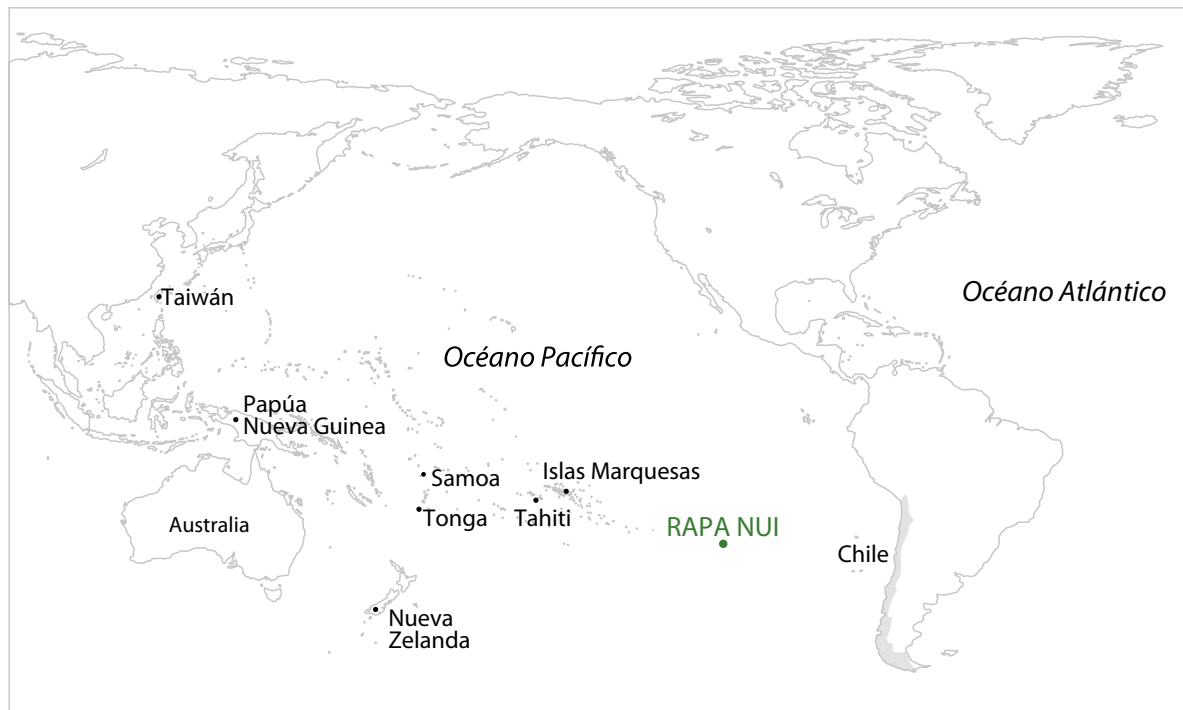 Océano Atlántico
Taiwán
Océano Pacífico
Papúa
Nueva Guinea
Islas Marquesas
Samoa
Tonga
Tahiti
Australia
RAPA NUI
Chile
Nueva
Zelanda